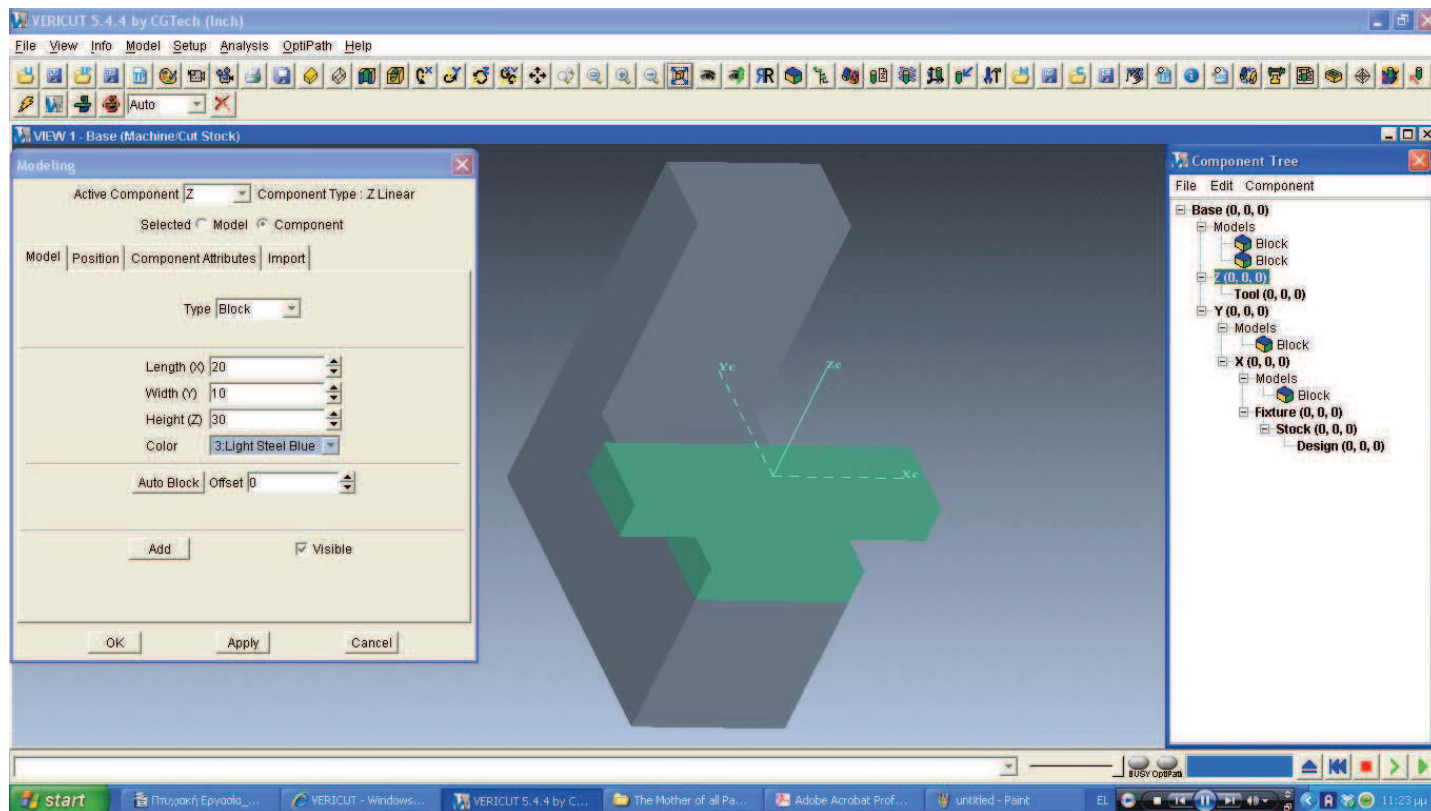 VERICUT 5.4.4 by CGTech (Inch)
File View Info Model Setup Analysis OptiPath Help
Auto
VIEW 1 - Base (Machine/Cut Stock)
Modeling
Active Component Z Component Type : Z Linear
Selected Model Component
Model Position Component Attributes Import
Type Block
Length (X) 20
Width (Y) 10
Height (Z) 30
Color 3:Light Steel Blue
Auto Block Offset 0
Add Visible
OK Apply Cancel
Yc
Zc
Xc
Component Tree
File Edit Component
Base (0, 0, 0)
Models
Block
Block
Z (0, 0, 0)
Tool (0, 0, 0)
Y (0, 0, 0)
Models
Block
X (0, 0, 0)
Models
Block
Fixture (0, 0, 0)
Stock (0, 0, 0)
Design (0, 0, 0)
BUSY OptiPath
start Πτυχιακή Εργασία_... VERICUT - Windows... VERICUT 5.4.4 by C... The Mother of all Pa... Adobe Acrobat Prof... untitled - Paint EL 11:23 μμ